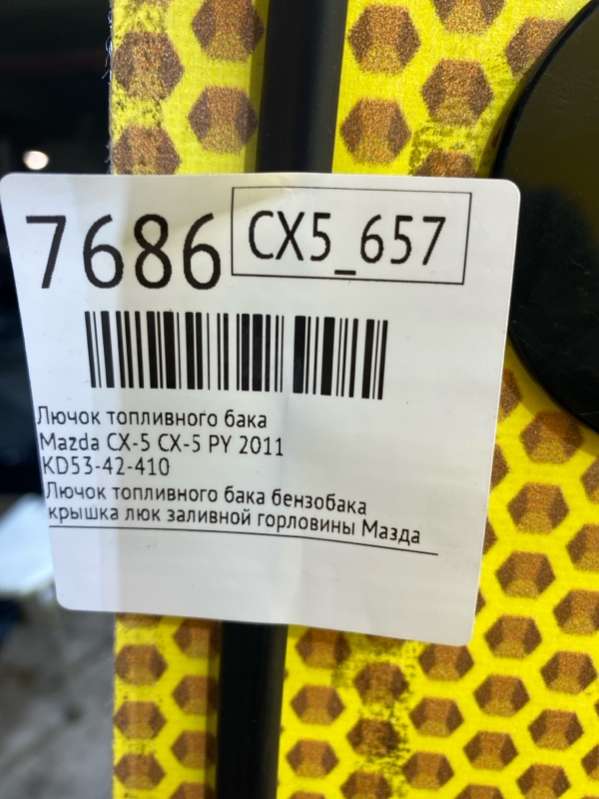 7686 CX5_657
Лючок топливного бака
Mazda CX-5 CX-5 PY 2011
KD53-42-410
Лючок топливного бака бензобака
крышка люк заливной горловины Мазда